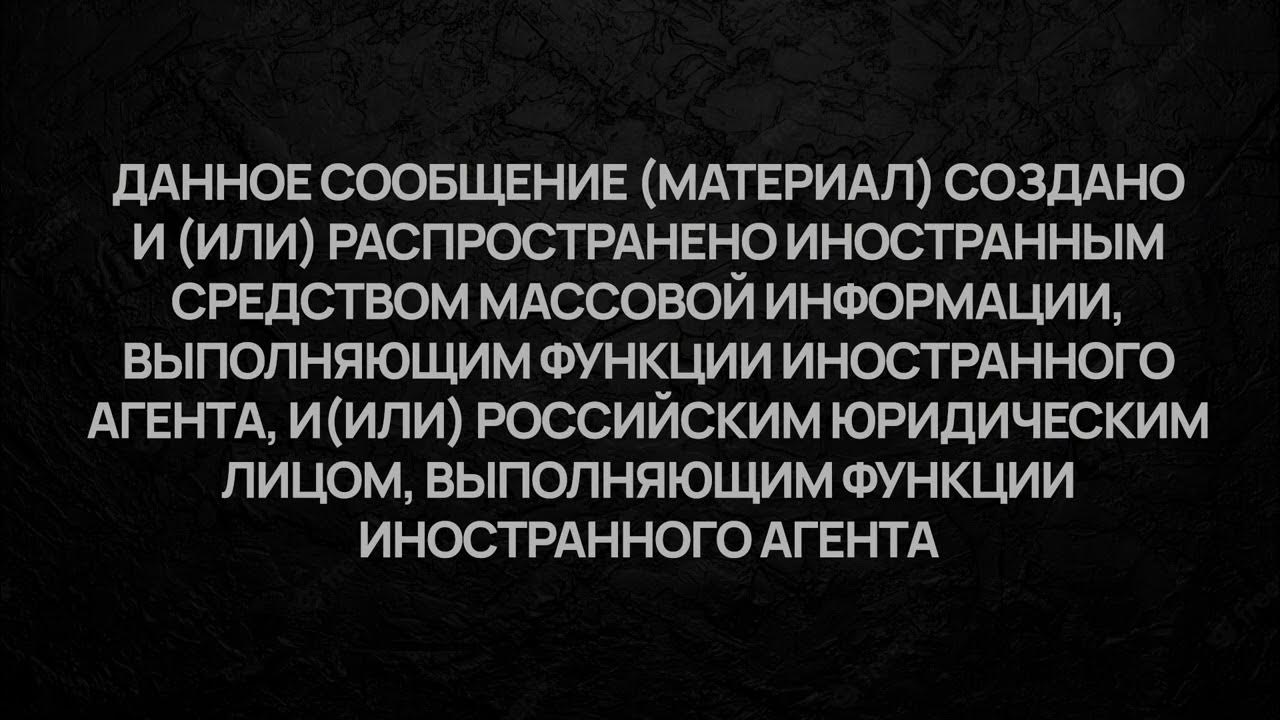 ДАННОЕ СООБЩЕНИЕ (МАТЕРИАЛ) СОЗДАНО
И (ИЛИ) РАСПРОСТРАНЕНО ИНОСТРАННЫМ
СРЕДСТВОМ МАССОВОЙ ИНФОРМАЦИИ,
ВЫПОЛНЯЮЩИМ ФУНКЦИИ ИНОСТРАННОГО
АГЕНТА, И(ИЛИ) РОССИЙСКИМ ЮРИДИЧЕСКИМ
ЛИЦОМ, ВЫПОЛНЯЮЩИМ ФУНКЦИИ
ИНОСТРАННОГО АГЕНТА